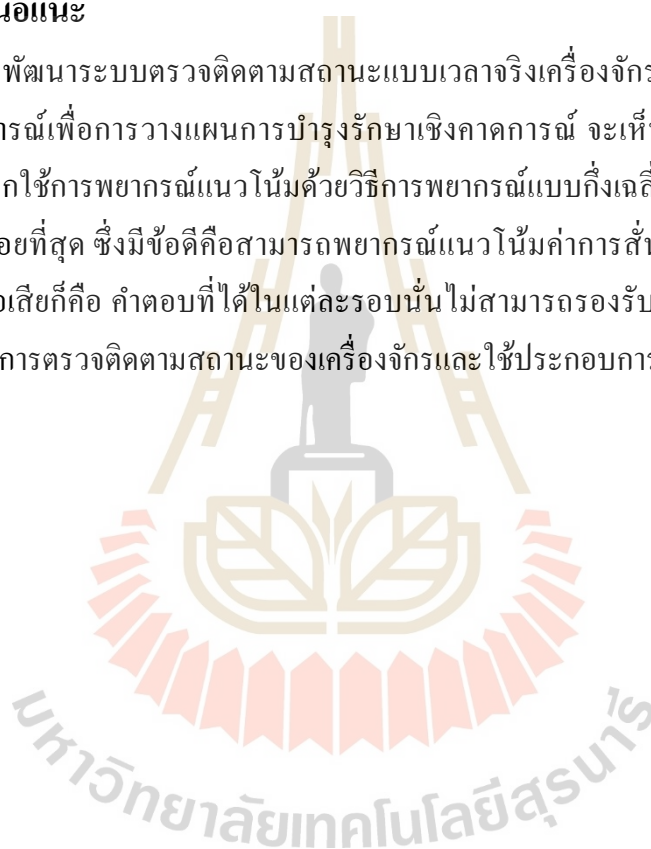 นอแนะ
พัฒนาระบบตรวจติดตามสถานะแบบเวลาจริงเครื่องจักร
ารณ์เพื่อการวางแผนการบำรุงรักษาเชิงคาดการณ์ จะเห็
กใช้การพยากรณ์แนวโน้มด้วยวิธีการพยากรณ์แบบกึ่งเฉลี่
อยที่สุด ซึ่งมีข้อดีคือสามารถพยากรณ์แนวโน้มค่าการสั่
อเสียก็คือ คำตอบที่ได้ในแต่ละรอบนั่นไม่สามารถรองรับ
การตรวจติดตามสถานะของเครื่องจักรและใช้ประกอบการ
มหาวิทยาลัยเทคโนโลยีสุรนารี